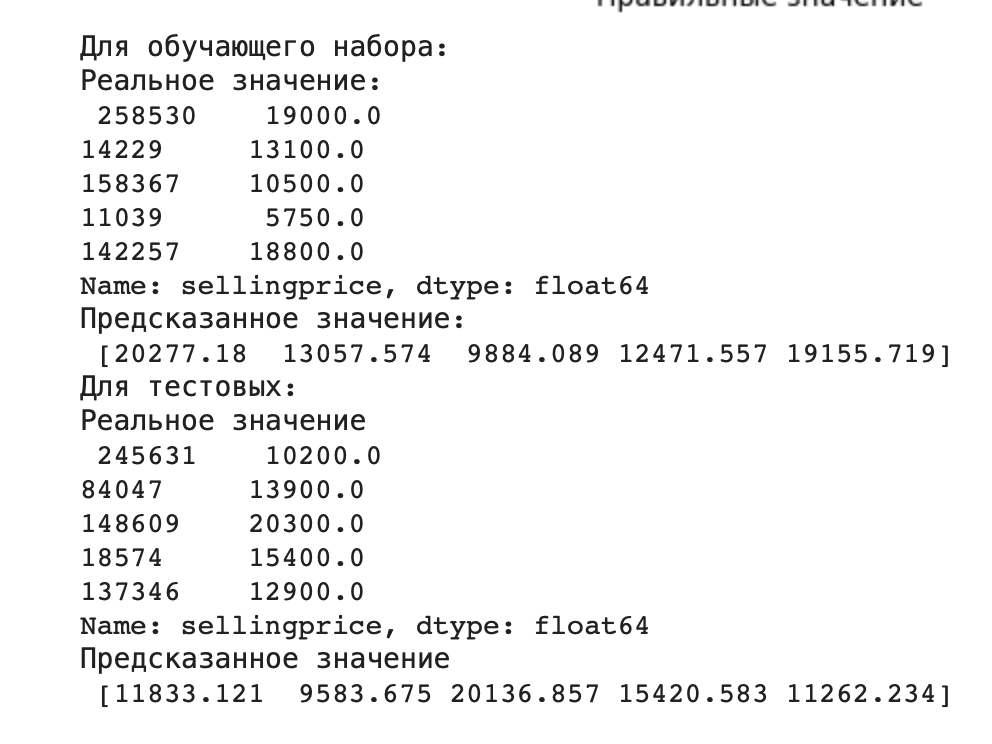 Правильные значение
Для обучающего набора:
Реальное значение:
258530    19000.0
14229     13100.0
158367    10500.0
11039      5750.0
142257    18800.0
Name: sellingprice, dtype: float64
Предсказанное значение:
[20277.18  13057.574  9884.089 12471.557 19155.719]
Для тестовых:
Реальное значение
245631    10200.0
84047     13900.0
148609    20300.0
18574     15400.0
137346    12900.0
Name: sellingprice, dtype: float64
Предсказанное значение
[11833.121  9583.675 20136.857 15420.583 11262.234]